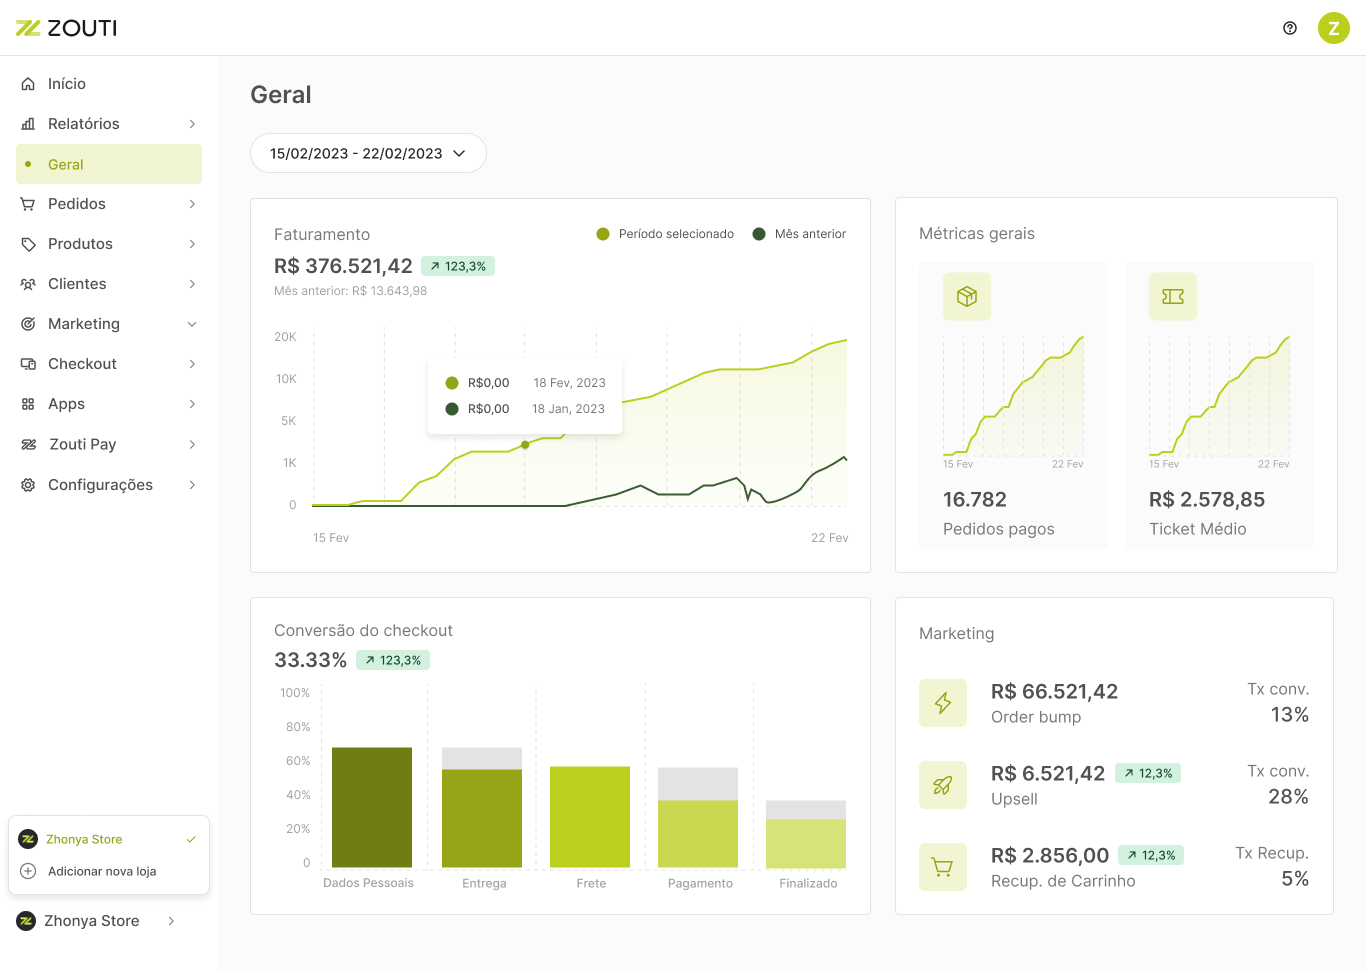 ZOUTI
Z
Início
Relatórios
Geral
Pedidos
Produtos
Clientes
Marketing
Checkout
Apps
Zouti Pay
Configurações
Zhonya Store
Adicionar nova loja
Zhonya Store
Geral
15/02/2023 - 22/02/2023
Faturamento
Período selecionado
Mês anterior
R$ 376.521,42
123,3%
Mês anterior: R$ 13.643,98
20K
10K
5K
1K
0
R$0,00 18 Fev, 2023
R$0,00 18 Jan, 2023
15 Fev
22 Fev
Métricas gerais
15 Fev
22 Fev
16.782
Pedidos pagos
15 Fev
22 Fev
R$ 2.578,85
Ticket Médio
Conversão do checkout
33.33%
123,3%
100%
80%
60%
40%
20%
0
Dados Pessoais
Entrega
Frete
Pagamento
Finalizado
Marketing
R$ 66.521,42
Order bump
Tx conv.
13%
R$ 6.521,42
12,3%
Upsell
Tx conv.
28%
R$ 2.856,00
12,3%
Recup. de Carrinho
Tx Recup.
5%